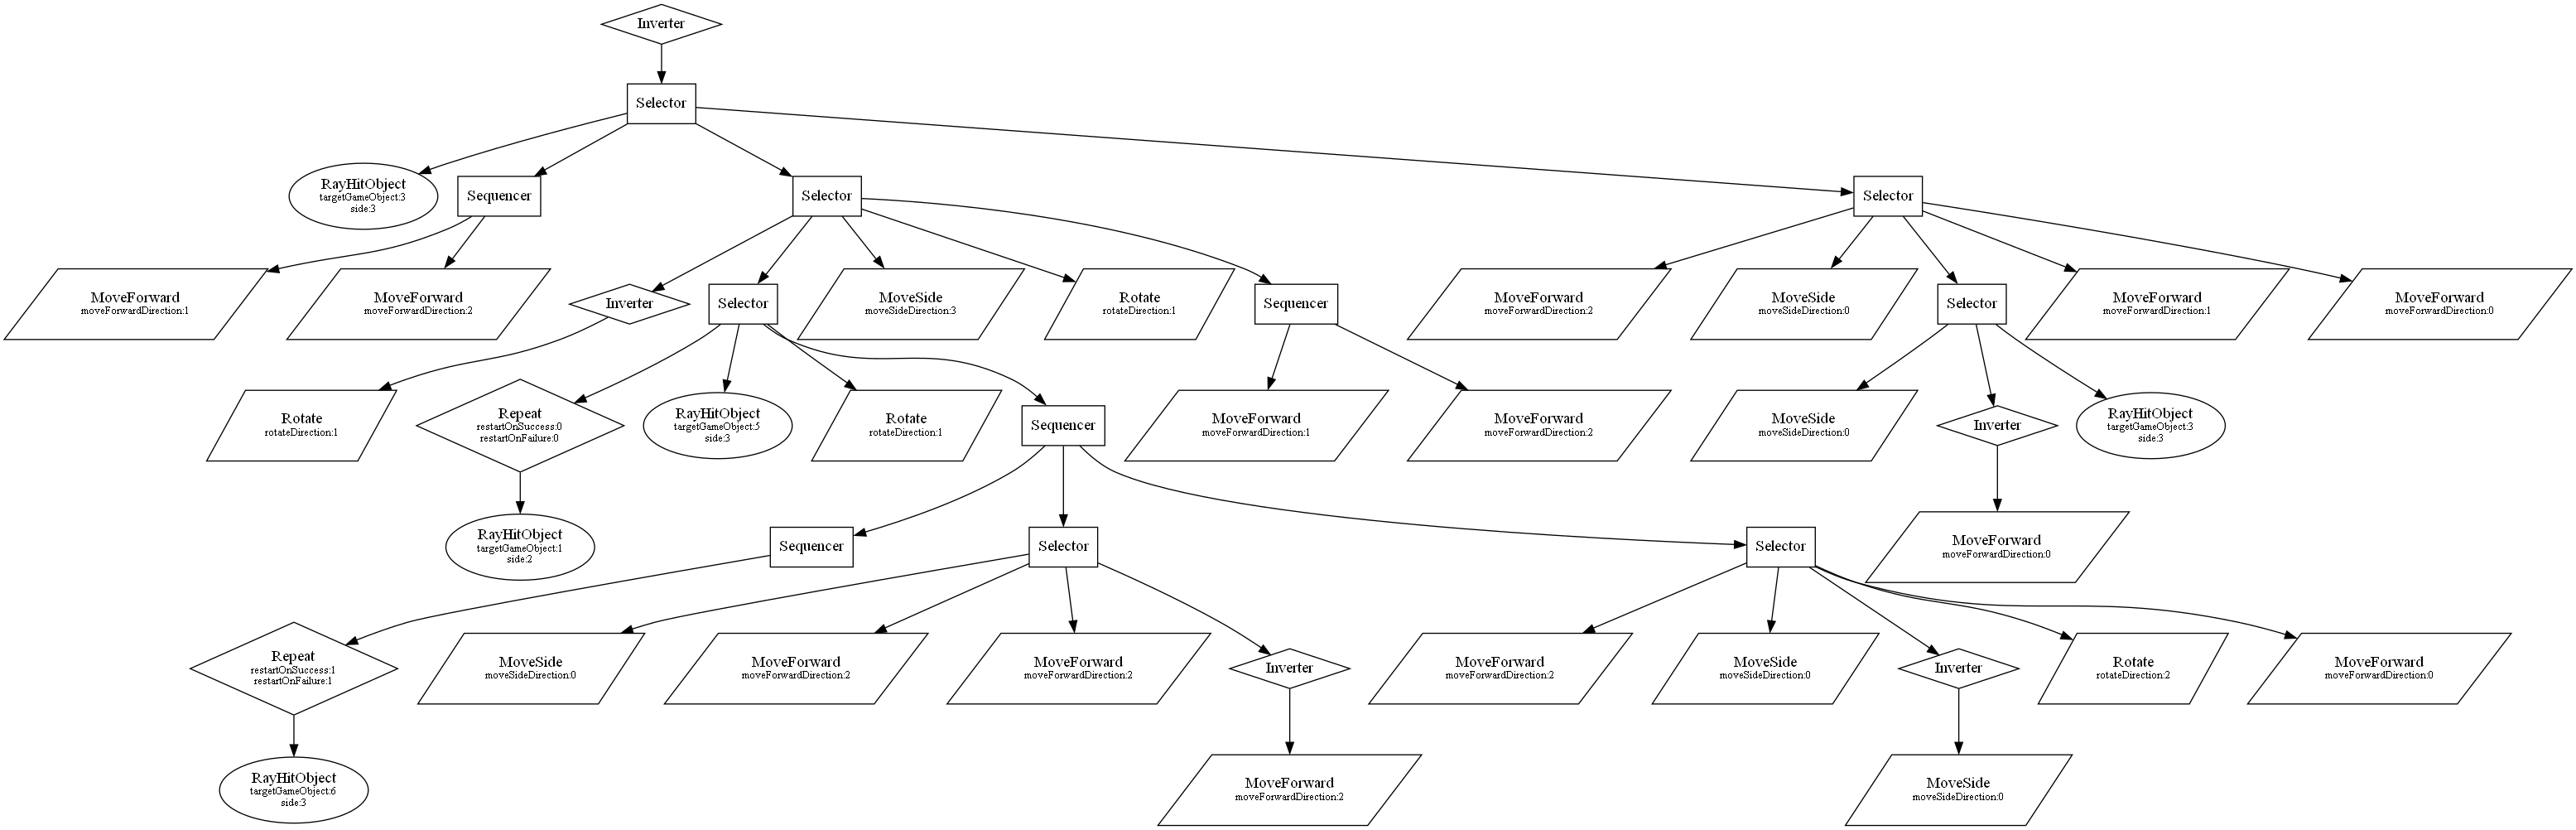 Inverter
Selector
RayHitObject
targetGameObject:3
side:3
Sequencer
Selector
Selector
MoveForward
moveForwardDirection:1
MoveForward
moveForwardDirection:2
Inverter
Selector
MoveSide
moveSideDirection:3
Rotate
rotateDirection:1
Sequencer
MoveForward
moveForwardDirection:2
MoveSide
moveSideDirection:0
Selector
MoveForward
moveForwardDirection:1
MoveForward
moveForwardDirection:0
Rotate
rotateDirection:1
Repeat
restartOnSuccess:0
restartOnFailure:0
RayHitObject
targetGameObject:5
side:3
Rotate
rotateDirection:1
Sequencer
MoveForward
moveForwardDirection:1
MoveForward
moveForwardDirection:2
MoveSide
moveSideDirection:0
Inverter
RayHitObject
targetGameObject:3
side:3
RayHitObject
targetGameObject:1
side:2
Sequencer
Selector
Selector
MoveForward
moveForwardDirection:0
Repeat
restartOnSuccess:1
restartOnFailure:1
MoveSide
moveSideDirection:0
MoveForward
moveForwardDirection:2
MoveForward
moveForwardDirection:2
Inverter
MoveForward
moveForwardDirection:2
MoveSide
moveSideDirection:0
Inverter
Rotate
rotateDirection:2
MoveForward
moveForwardDirection:0
RayHitObject
targetGameObject:6
side:3
MoveForward
moveForwardDirection:2
MoveSide
moveSideDirection:0